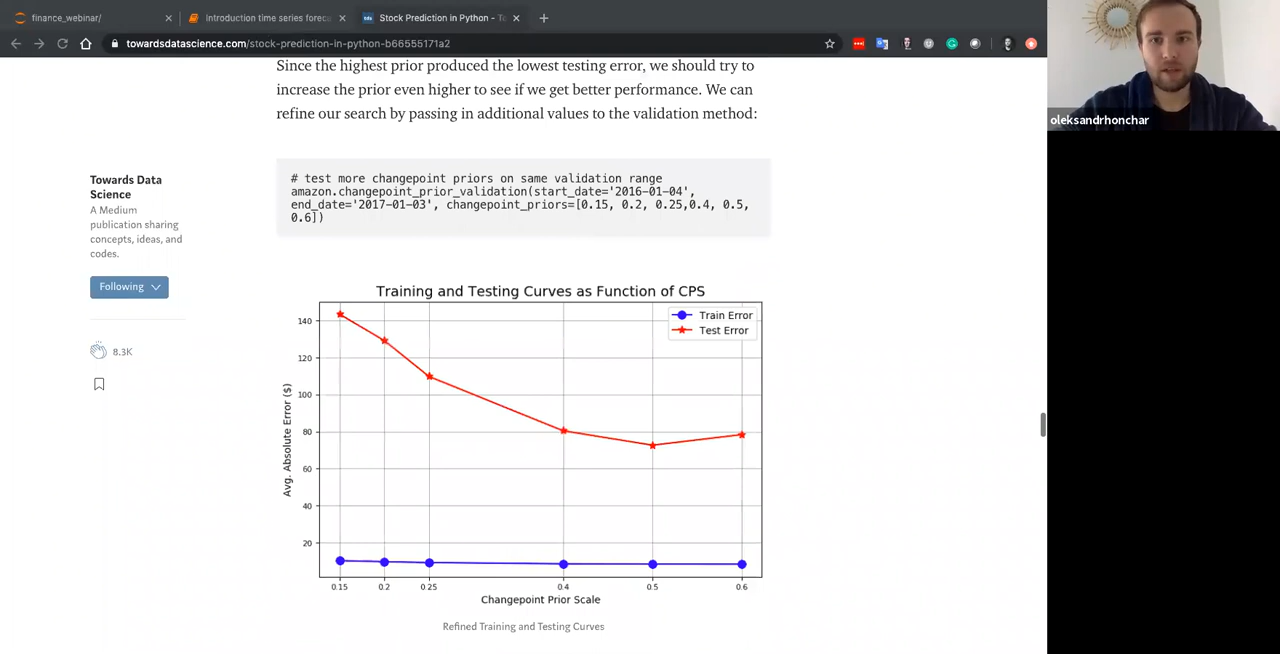 finance_webinar/
Introduction time series foreca
Stock Prediction in Python - To
towardsdatascience.com/stock-prediction-in-python-b66555171a2
oleksandrhonchar
Since the highest prior produced the lowest testing error, we should try to
increase the prior even higher to see if we get better performance. We can
refine our search by passing in additional values to the validation method:
Towards Data
Science
A Medium
publication sharing
concepts, ideas, and
codes.
Following
8.3K
# test more changepoint priors on same validation range
amazon.changepoint_prior_validation(start_date='2016-01-04',
end_date='2017-01-03', changepoint_priors=[0.15, 0.2, 0.25,0.4, 0.5,
0.6])
Training and Testing Curves as Function of CPS
Train Error
Test Error
Avg. Absolute Error ($)
140
120
100
80
60
40
20
0.15 0.2 0.25 0.4 0.5 0.6
Changepoint Prior Scale
Refined Training and Testing Curves